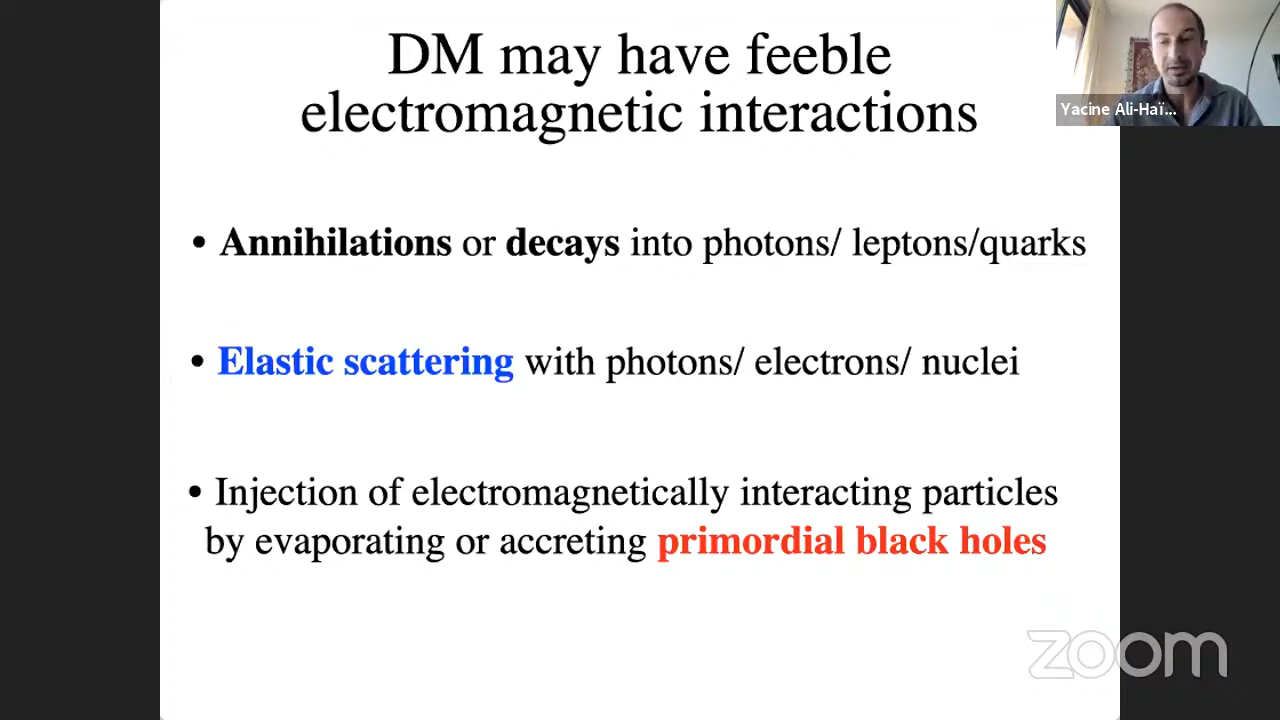 DM may have feeble
electromagnetic interactions
Yacine Ali-Haï...
• Annihilations or decays into photons/ leptons/quarks
• Elastic scattering with photons/ electrons/ nuclei
• Injection of electromagnetically interacting particles
by evaporating or accreting primordial black holes
zoom